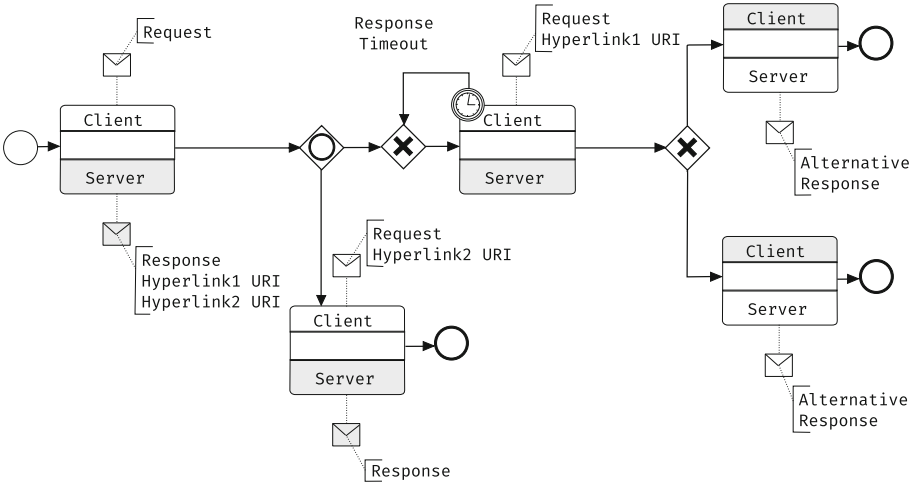 Request
Client
Server
Response
Hyperlink1 URI
Hyperlink2 URI
Response
Timeout
Request
Hyperlink1 URI
Client
Server
Request
Hyperlink2 URI
Client
Server
Response
Client
Server
Alternative
Response
Client
Server
Alternative
Response